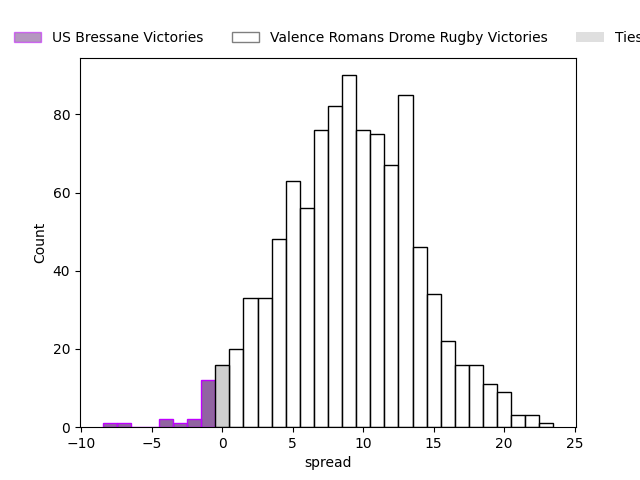 US Bressane Victories Valence Romans Drome Rugby Victories Ties
80
60
40
20
0
Count
−10 −5 0 5 10 15 20 25
spread